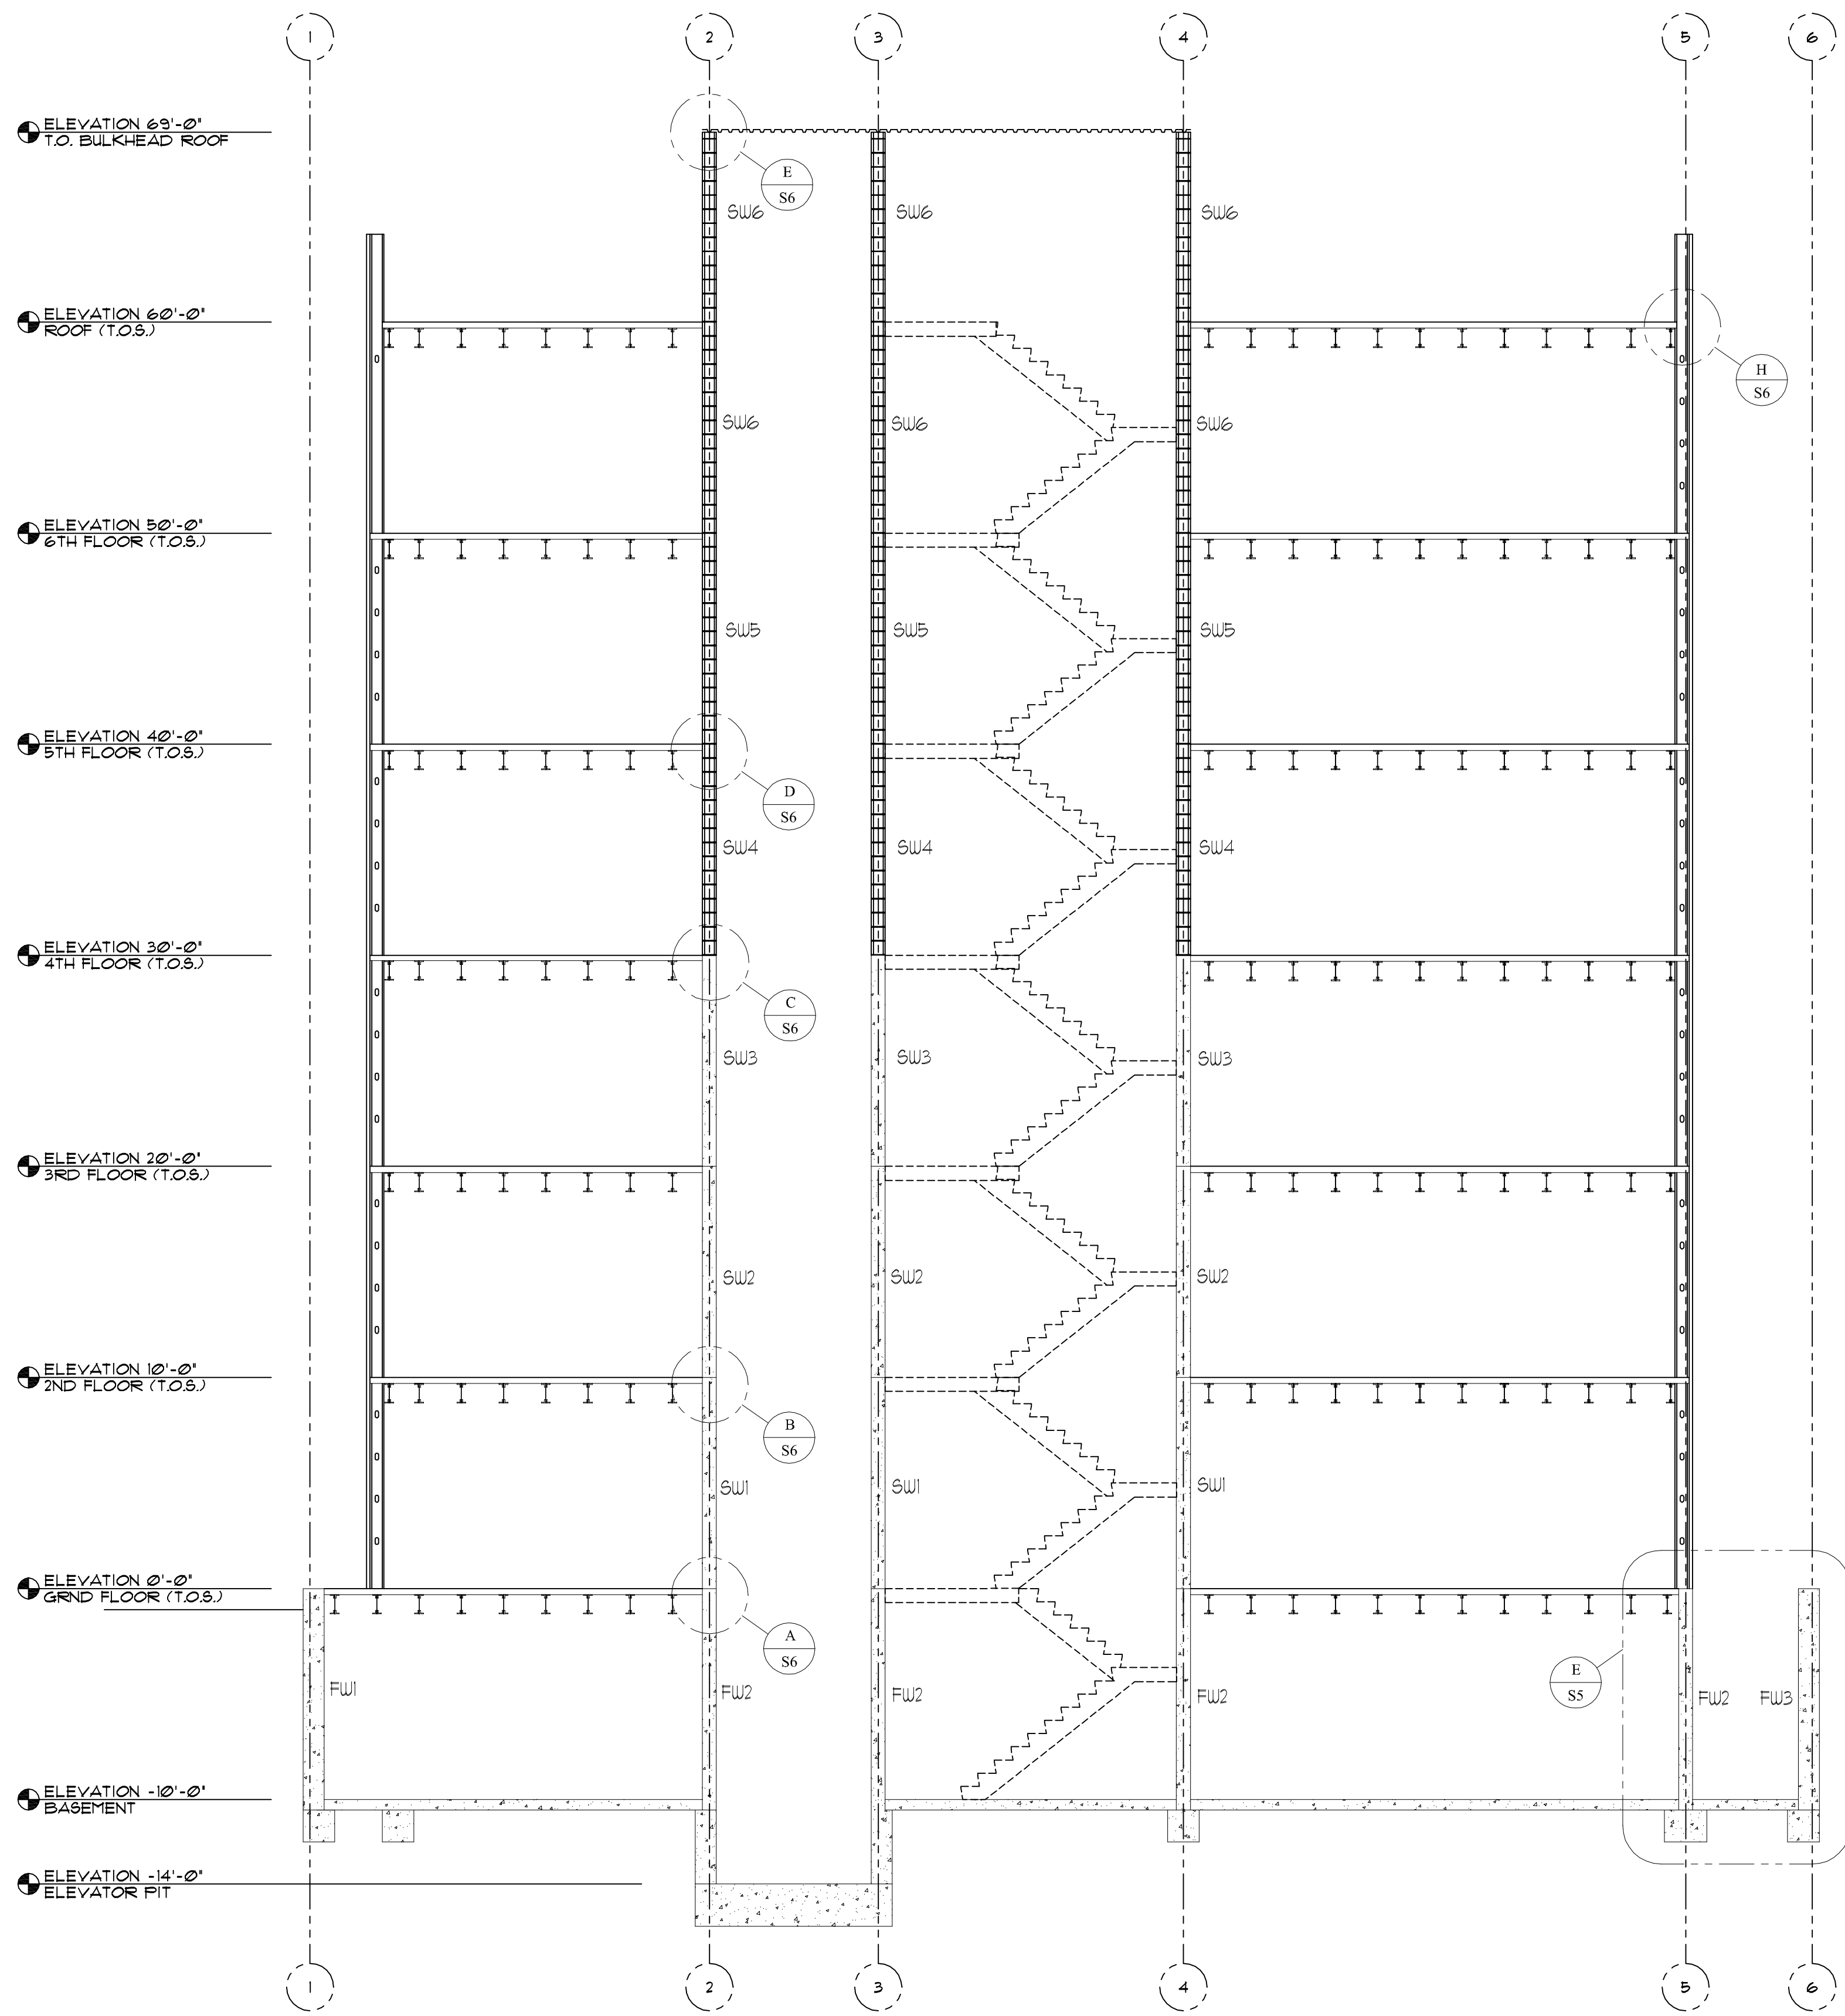 1 2 3 4 5 6
ELEVATION 69'-0"
T.O. BULKHEAD ROOF
E
S6
SW6 SW6 SW6
ELEVATION 60'-0"
ROOF (T.O.S.)
H
S6
SW6 SW6 SW6
ELEVATION 50'-0"
6TH FLOOR (T.O.S.)
SW5 SW5 SW5
ELEVATION 40'-0"
5TH FLOOR (T.O.S.)
D
S6
SW4 SW4 SW4
ELEVATION 30'-0"
4TH FLOOR (T.O.S.)
C
S6
SW3 SW3 SW3
ELEVATION 20'-0"
3RD FLOOR (T.O.S.)
SW2 SW2 SW2
ELEVATION 10'-0"
2ND FLOOR (T.O.S.)
B
S6
SW1 SW1 SW1
ELEVATION 0'-0"
GRND FLOOR (T.O.S.)
A
S6
E
S5
FW1 FW2 FW2 FW2 FW2 FW3
ELEVATION -10'-0"
BASEMENT
ELEVATION -14'-0"
ELEVATOR PIT
1 2 3 4 5 6